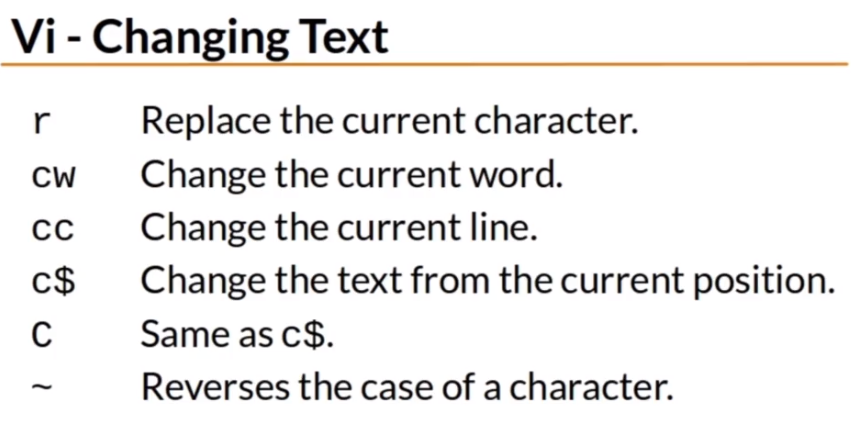 Vi - Changing Text
r Replace the current character.
cw Change the current word.
cc Change the current line.
c$ Change the text from the current position.
C Same as c$.
~ Reverses the case of a character.